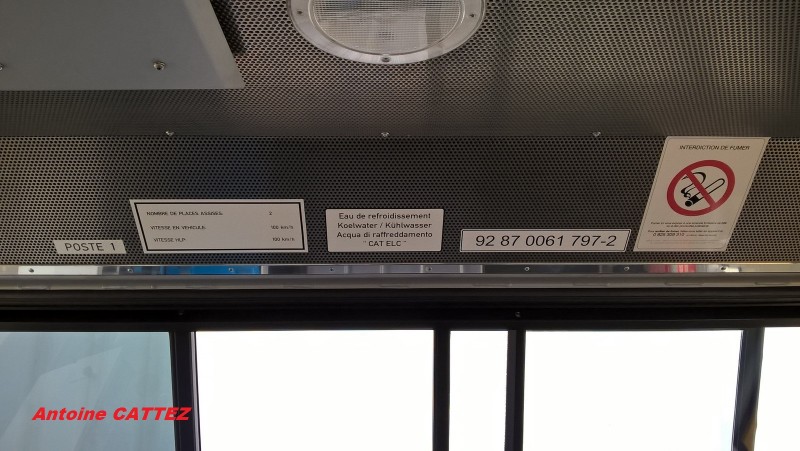 INTERDICTION DE FUMER
NOMBRE DE PLACES ASSISES. 2
VITESSE EN VEHICULE 100 km/h
VITESSE HLP. 100 km/h
Eau de refroidissement
Koelwater / Kühlwasser
Acqua di raffreddamento
" CAT ELC "
POSTE 1
92 87 0061 797-2
Antoine CATTEZ